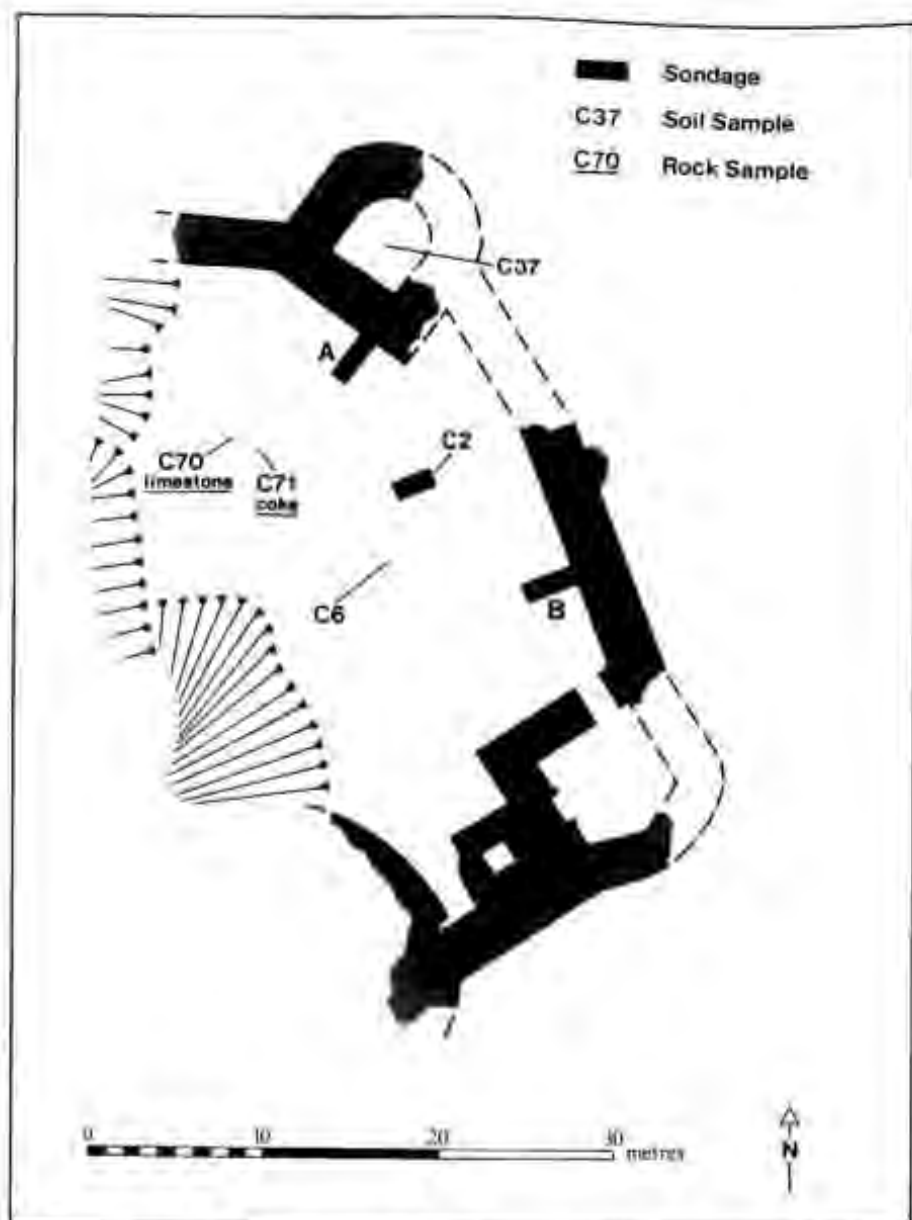 Sondage
C37 Soil Sample
C70 Rock Sample
C37
A
C2
C70
limestone
C71
coke
C6
B
0 10 20 30
metres
N